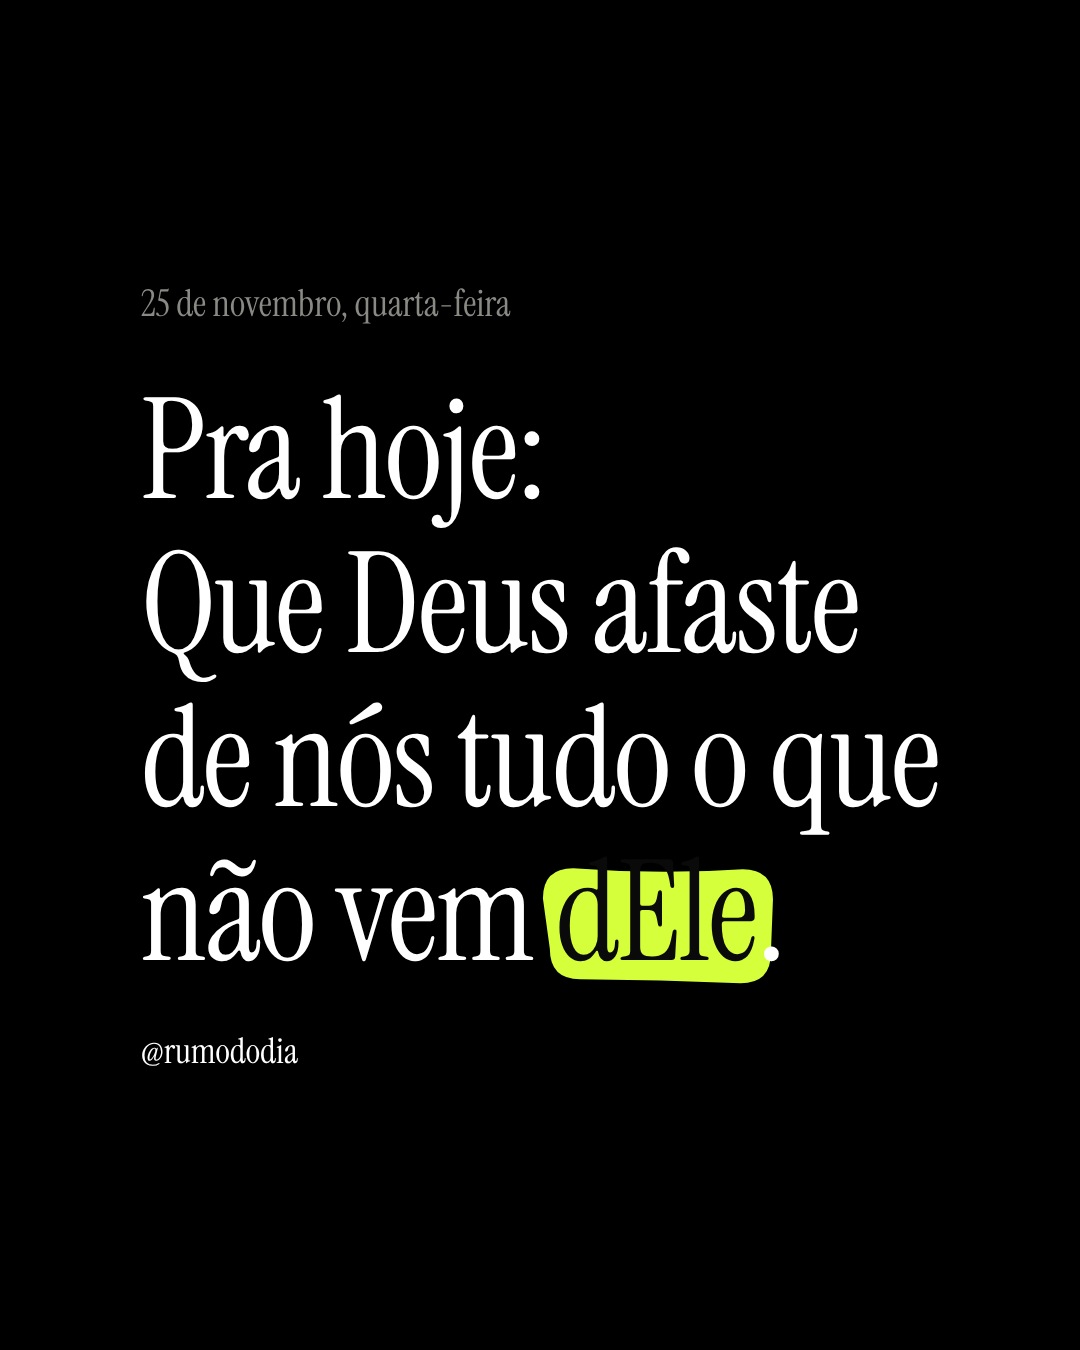 25 de novembro, quarta-feira
Pra hoje:
Que Deus afaste
de nós tudo o que
não vem dEle.
@rumododia